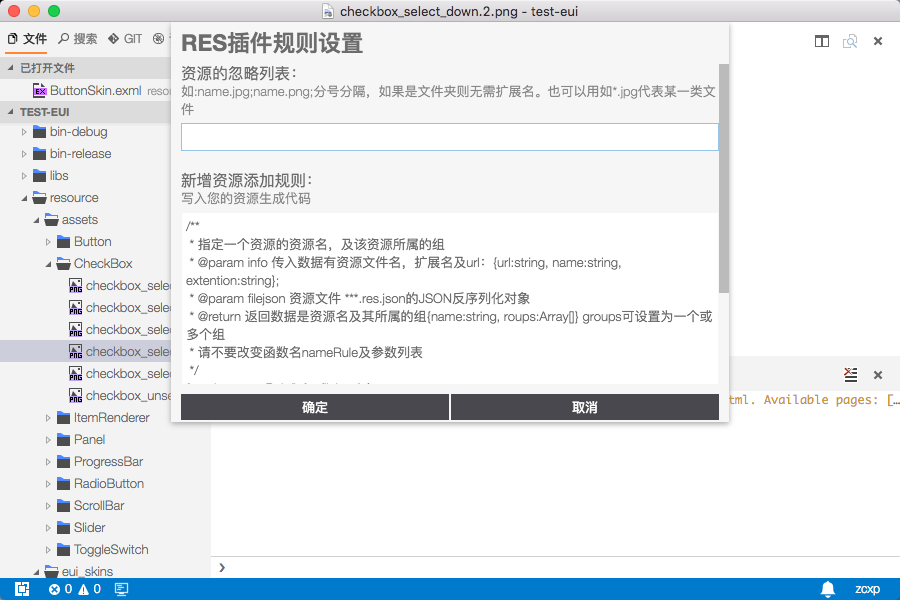 checkbox_select_down.2.png - test-eui
文件
搜索
GIT
已打开文件
ButtonSkin.exml
TEST-EUI
bin-debug
bin-release
libs
resource
assets
Button
CheckBox
checkbox_sele
checkbox_sele
checkbox_sele
checkbox_sele
checkbox_sele
checkbox_unse
ItemRenderer
Panel
ProgressBar
RadioButton
ScrollBar
Slider
ToggleSwitch
eui_skins
RES插件规则设置
资源的忽略列表：
如:name.jpg;name.png;分号分隔，如果是文件夹则无需扩展名。也可以用如*.jpg代表某一类文
件
新增资源添加规则：
写入您的资源生成代码
/**
* 指定一个资源的资源名，及该资源所属的组
* @param info 传入数据有资源文件名，扩展名及url：{url:string, name:string,
extention:string};
* @param filejson 资源文件 ***.res.json的JSON反序列化对象
* @return 返回数据是资源名及其所属的组{name:string, roups:Array[]} groups可设置为一个或
多个组
* 请不要改变函数名nameRule及参数列表
*/
确定
取消
tml. Available pages: […
0
0
zcxp